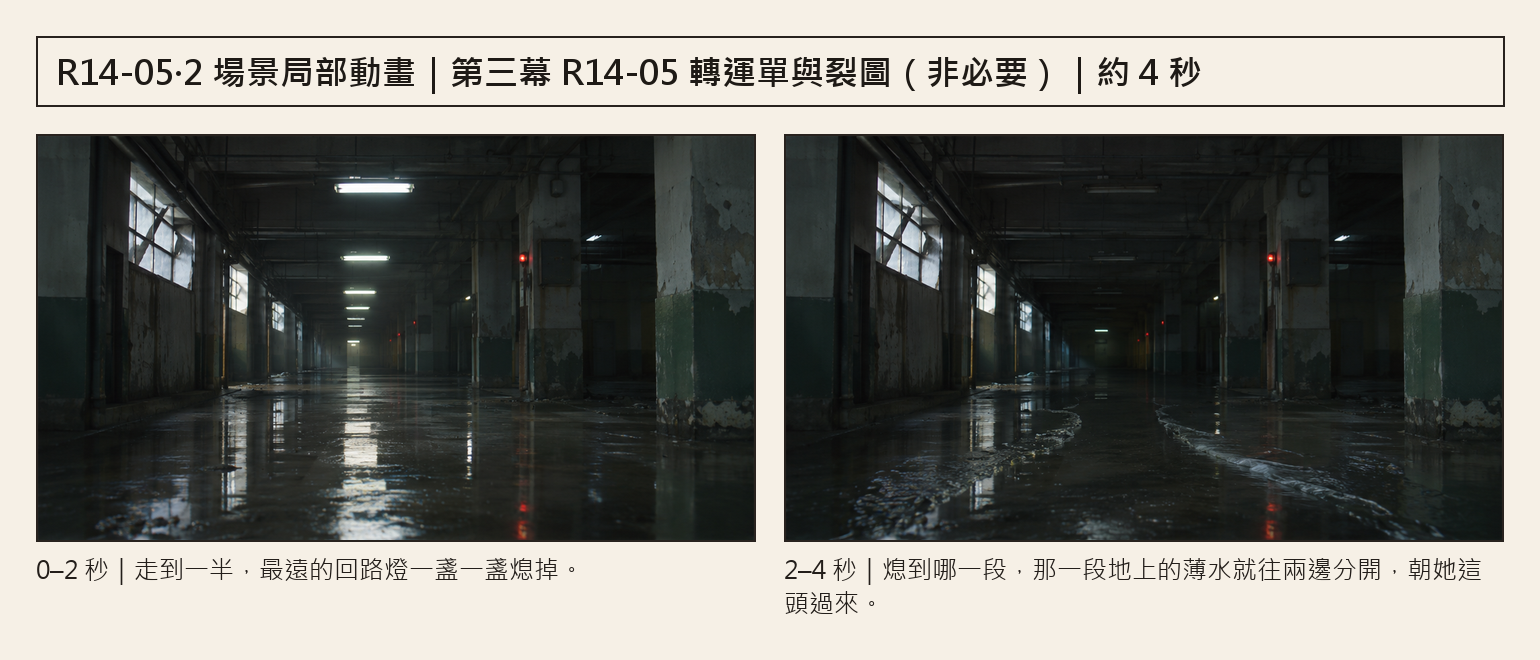 R14-05·2 場景局部動畫｜第三幕 R14-05 轉運單與裂圖（非必要）｜約 4 秒
0–2 秒｜走到一半，最遠的回路燈一盞一盞熄掉。
2–4 秒｜熄到哪一段，那一段地上的薄水就往兩邊分開，朝她這
頭過來。